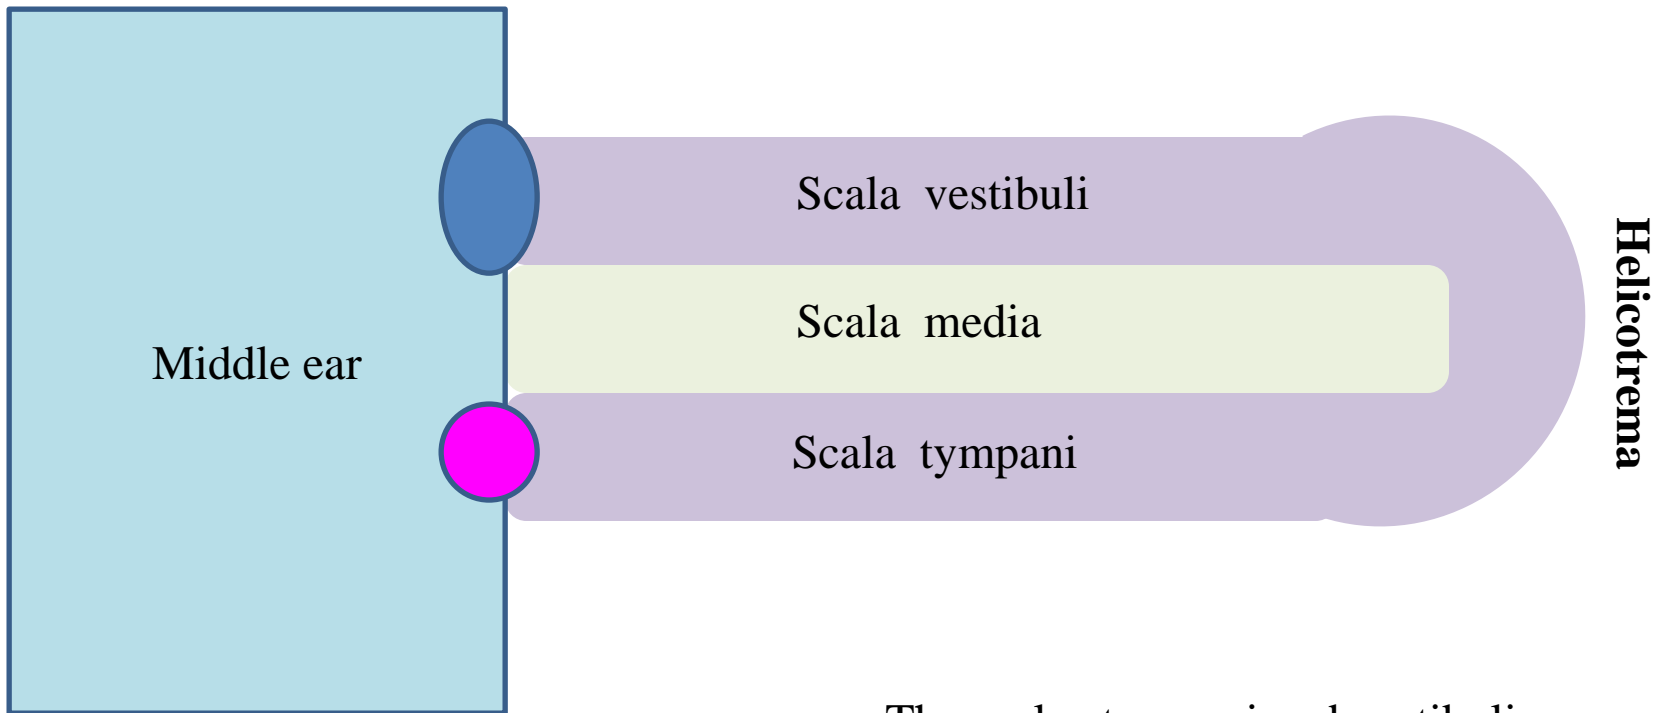 Scala vestibuli
Helicotrema
Scala media
Middle ear
Scala tympani